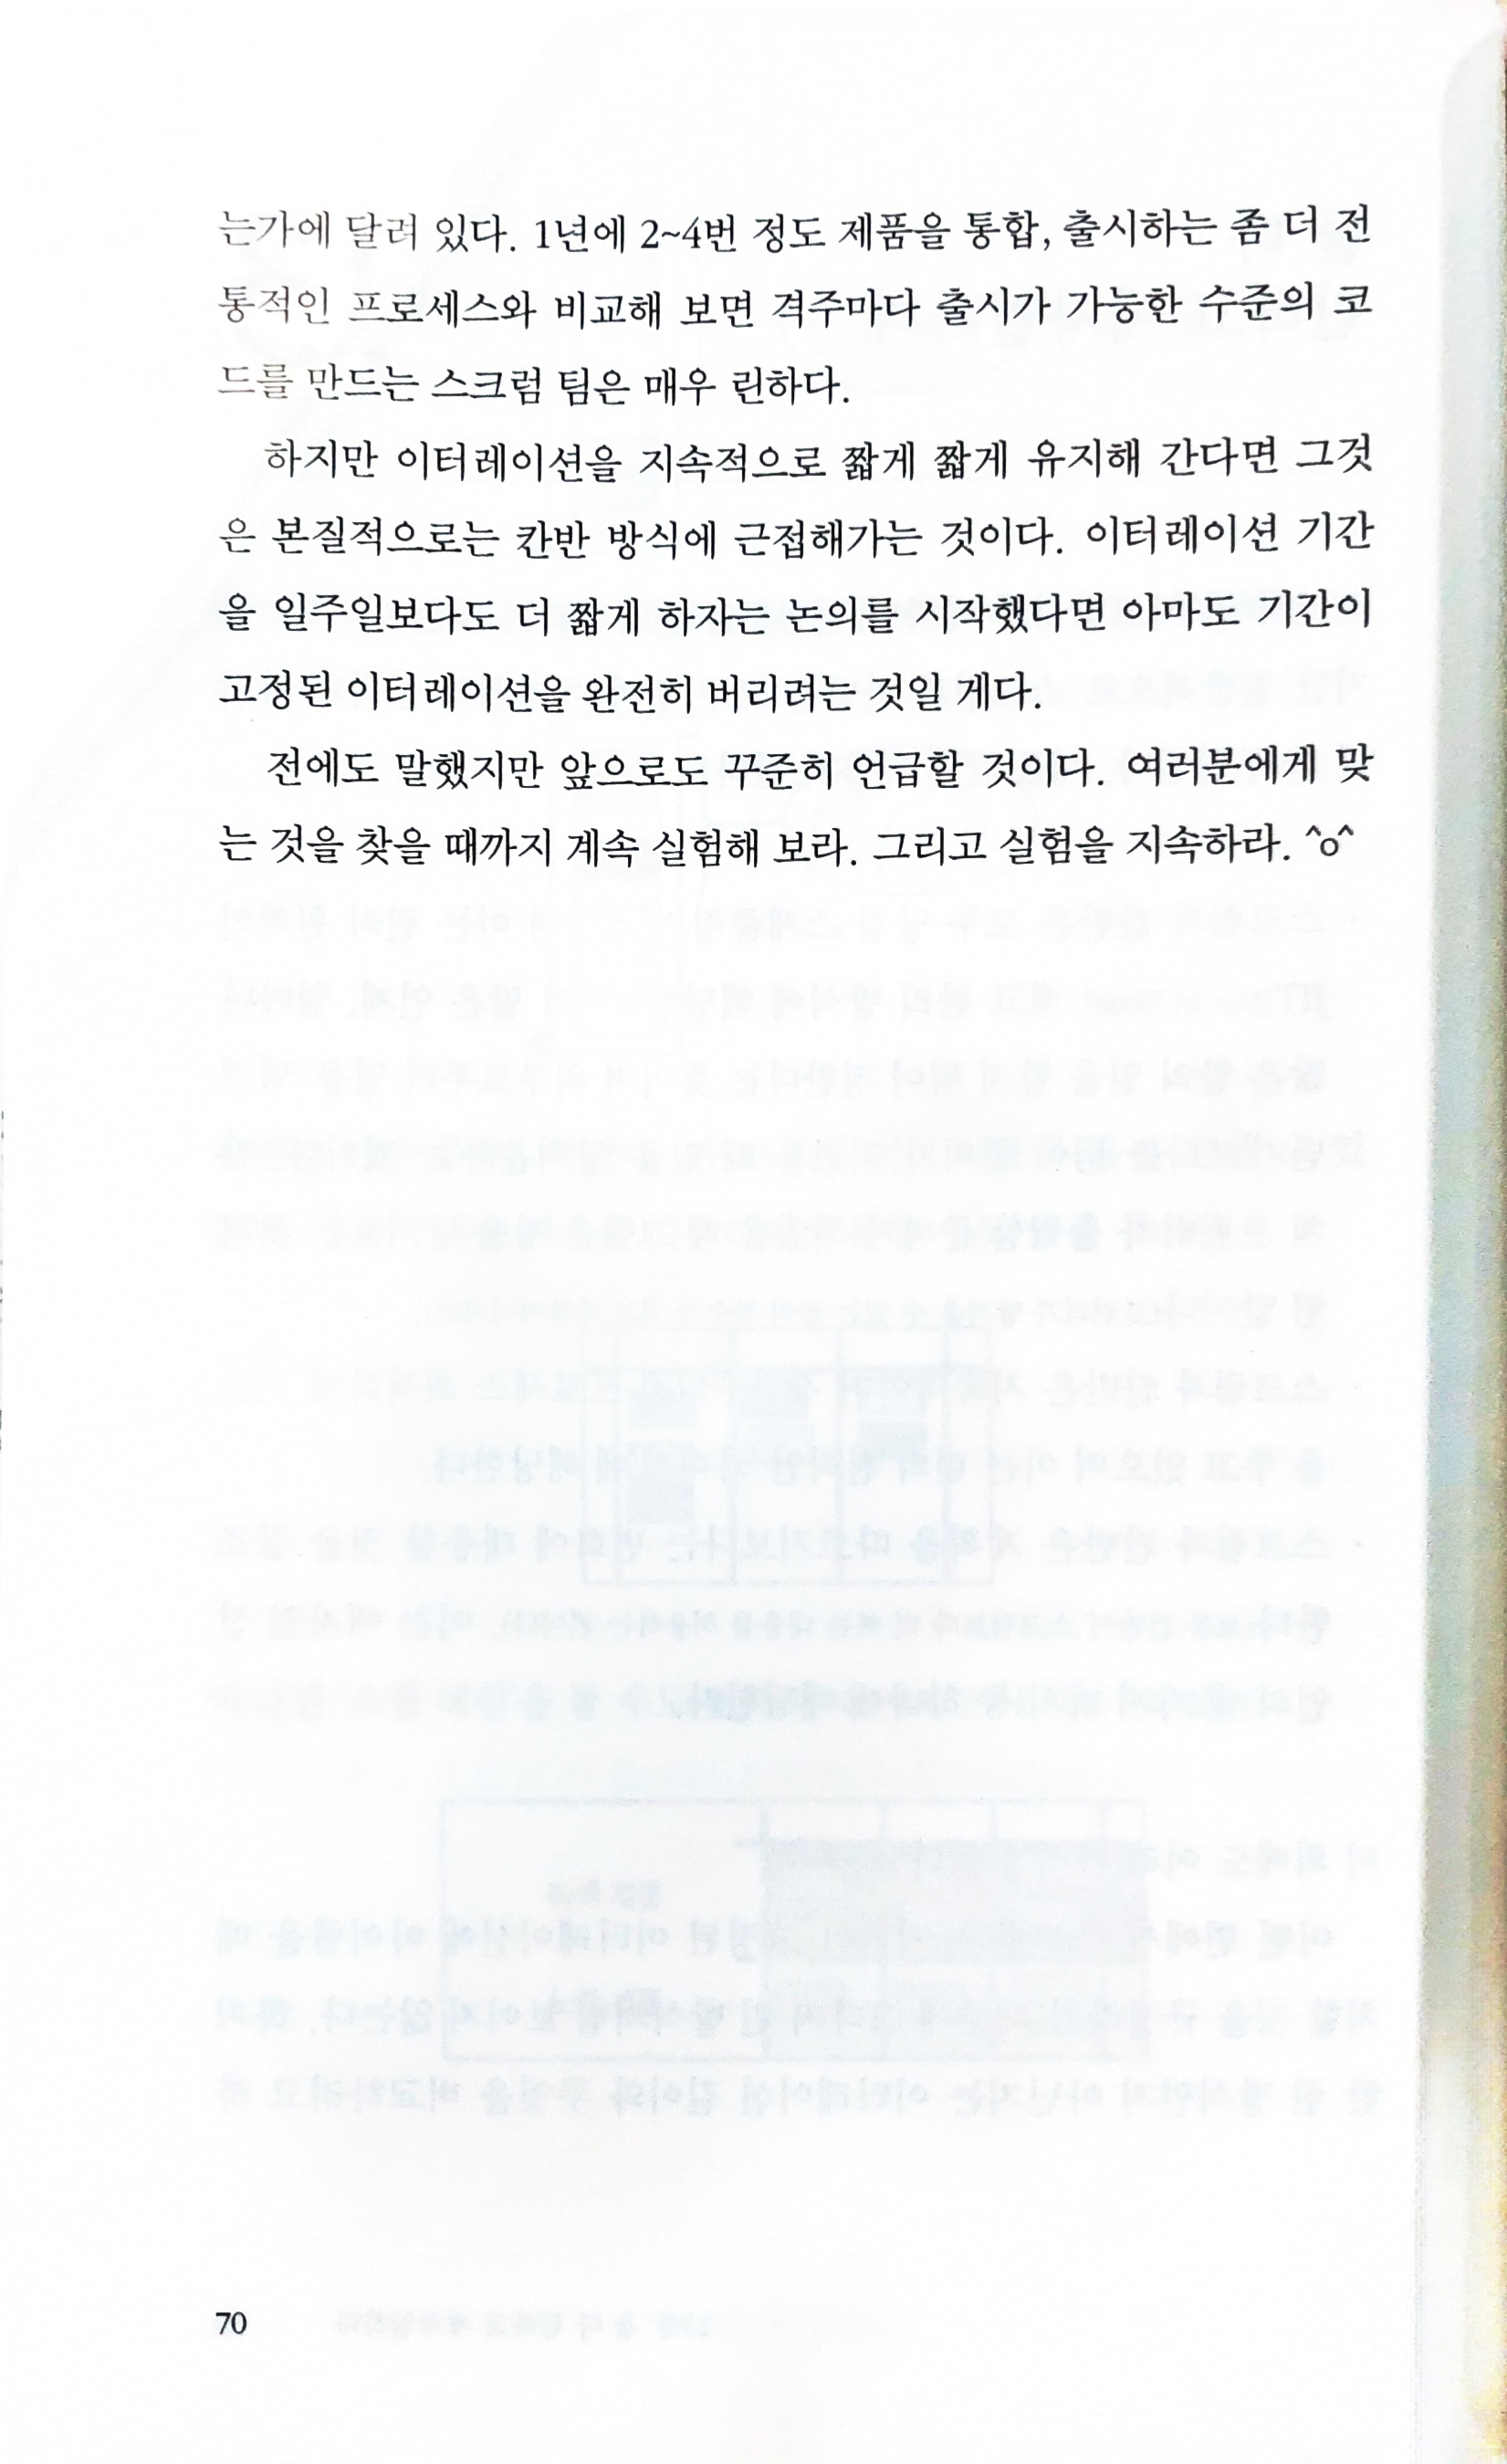 는가에 달려 있다. 1년에 2~4번 정도 제품을 통합, 출시하는 좀 더 전
통적인 프로세스와 비교해 보면 격주마다 출시가 가능한 수준의 코
드를 만드는 스크럼 팀은 매우 린하다.
하지만 이터레이션을 지속적으로 짧게 짧게 유지해 간다면 그것
은 본질적으로는 칸반 방식에 근접해가는 것이다. 이터레이션 기간
을 일주일보다도 더 짧게 하자는 논의를 시작했다면 아마도 기간이
고정된 이터레이션을 완전히 버리려는 것일 게다.
전에도 말했지만 앞으로도 꾸준히 언급할 것이다. 여러분에게 맞
는 것을 찾을 때까지 계속 실험해 보라. 그리고 실험을 지속하라. ^o^
70